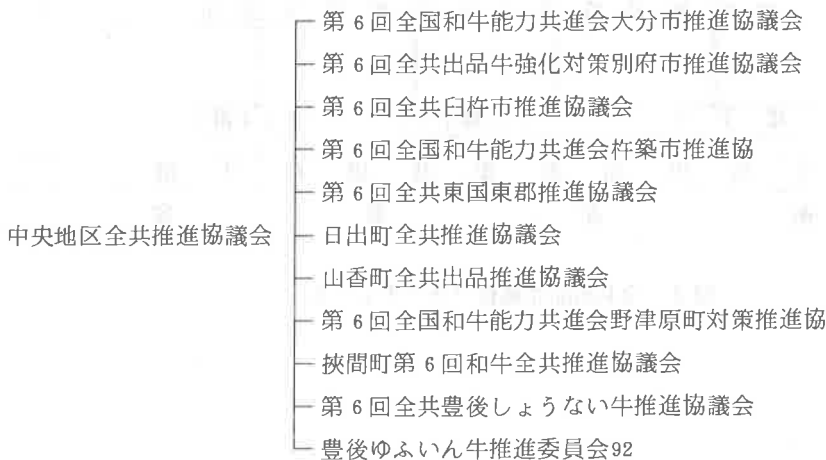 第6回全国和牛能力共進会大分市推進協議会
第6回全共出品牛強化対策別府市推進協議会
第6回全共臼杵市推進協議会
第6回全国和牛能力共進会杵築市推進協
第6回全共東国東郡推進協議会
中央地区全共推進協議会
日出町全共推進協議会
山香町全共出品推進協議会
第6回全国和牛能力共進会野津原町対策推進協
挾間町第6回和牛全共推進協議会
第6回全共豊後しょうない牛推進協議会
豊後ゆふいん牛推進委員会92